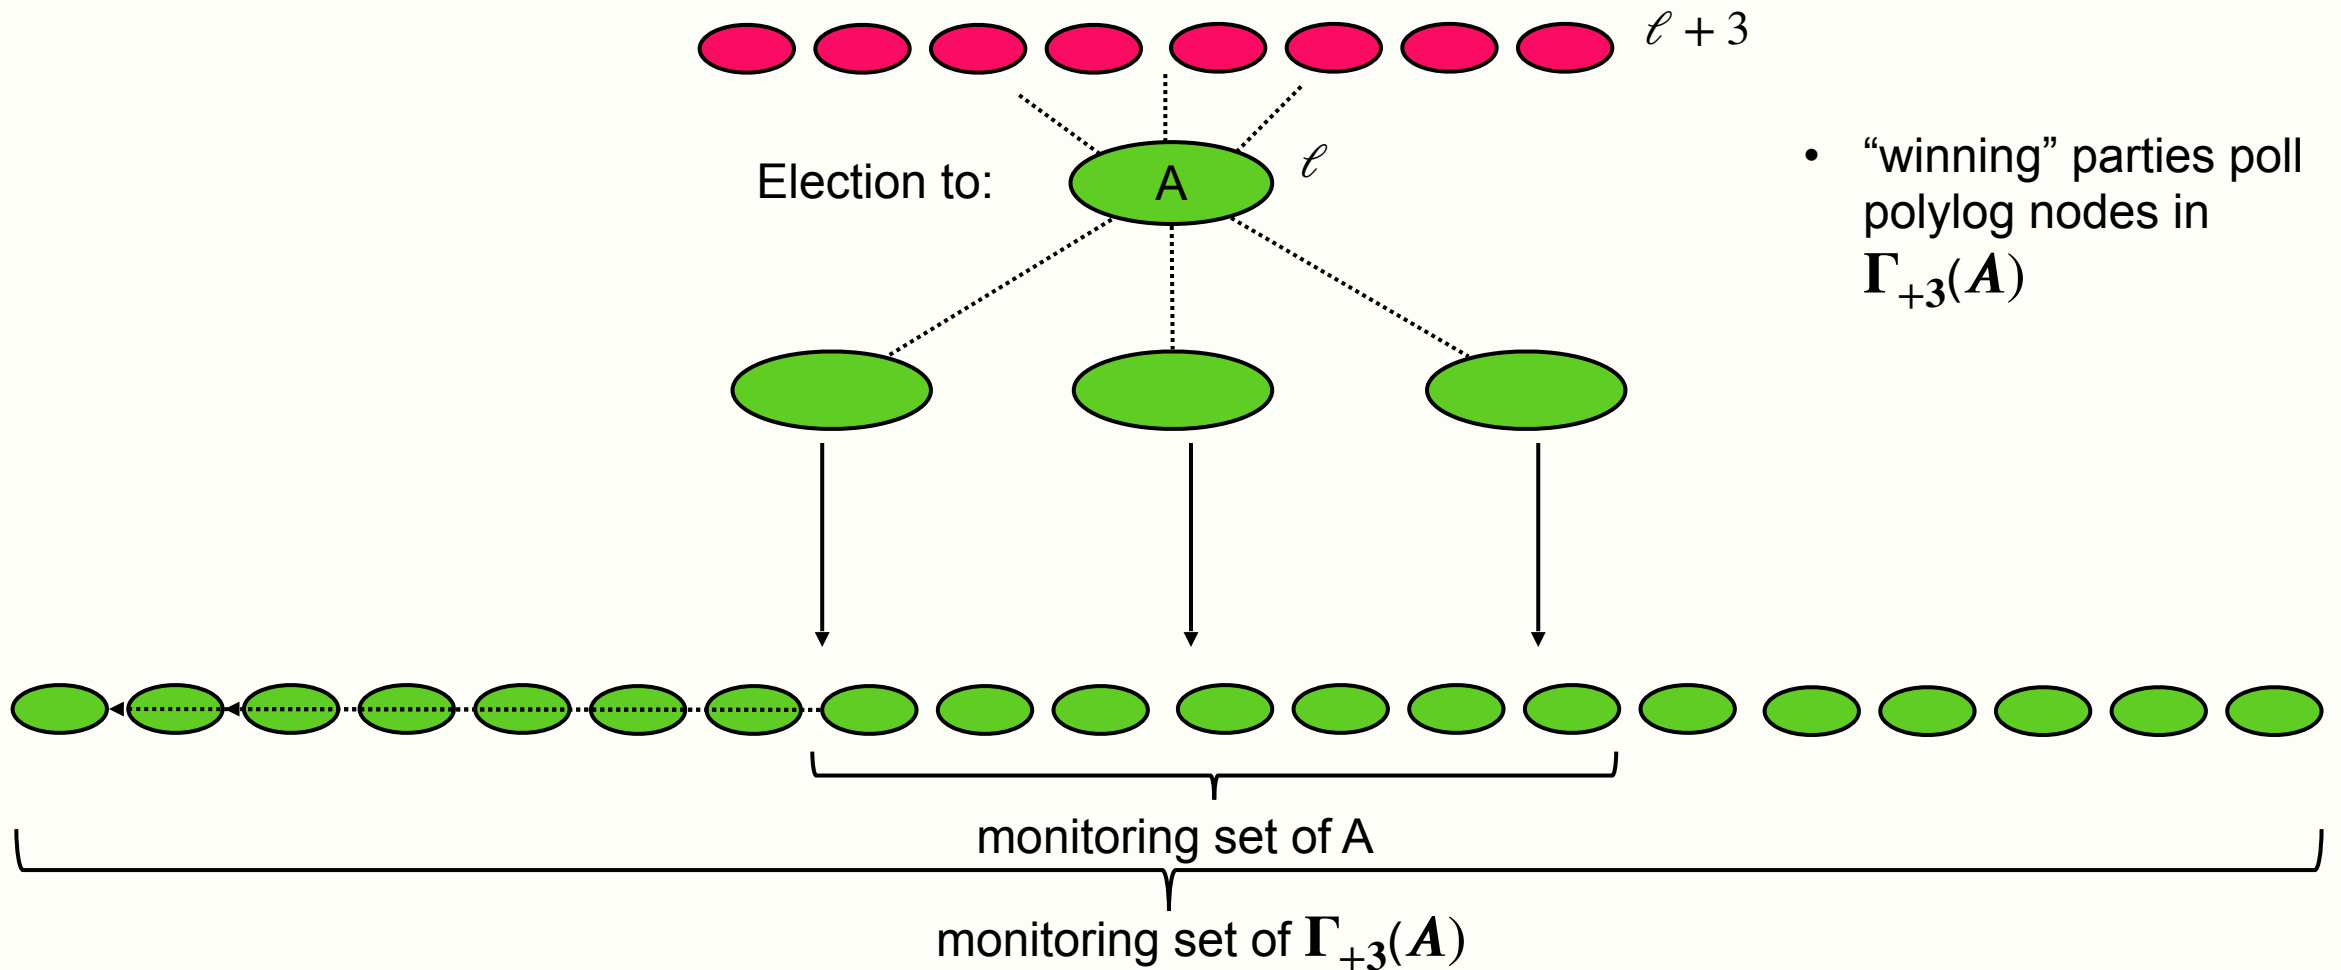 ℓ + 3
Election to:
A
ℓ
• “winning” parties poll
polylog nodes in
Γ₊₃(A)
monitoring set of A
monitoring set of Γ₊₃(A)